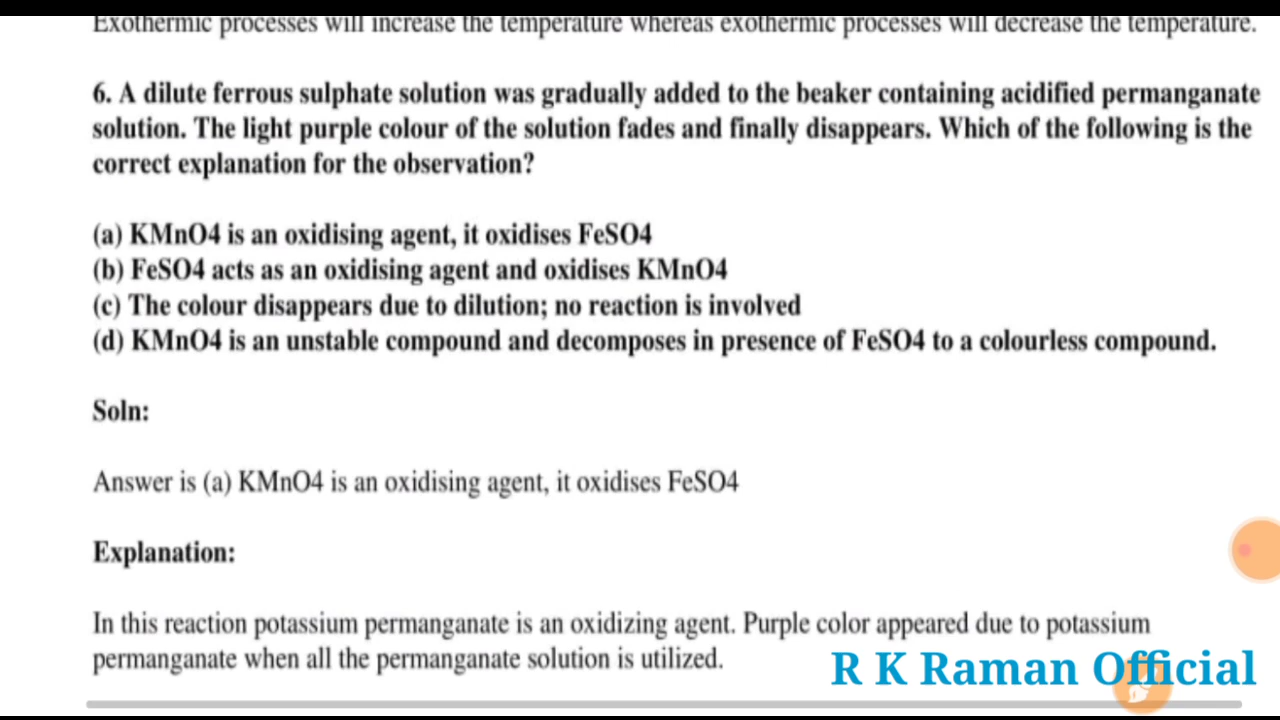 Exothermic processes will increase the temperature whereas exothermic processes will decrease the temperature.
6. A dilute ferrous sulphate solution was gradually added to the beaker containing acidified permanganate
solution. The light purple colour of the solution fades and finally disappears. Which of the following is the
correct explanation for the observation?
(a) KMnO4 is an oxidising agent, it oxidises FeSO4
(b) FeSO4 acts as an oxidising agent and oxidises KMnO4
(c) The colour disappears due to dilution; no reaction is involved
(d) KMnO4 is an unstable compound and decomposes in presence of FeSO4 to a colourless compound.
Soln:
Answer is (a) KMnO4 is an oxidising agent, it oxidises FeSO4
Explanation:
In this reaction potassium permanganate is an oxidizing agent. Purple color appeared due to potassium
permanganate when all the permanganate solution is utilized.
R K Raman Official